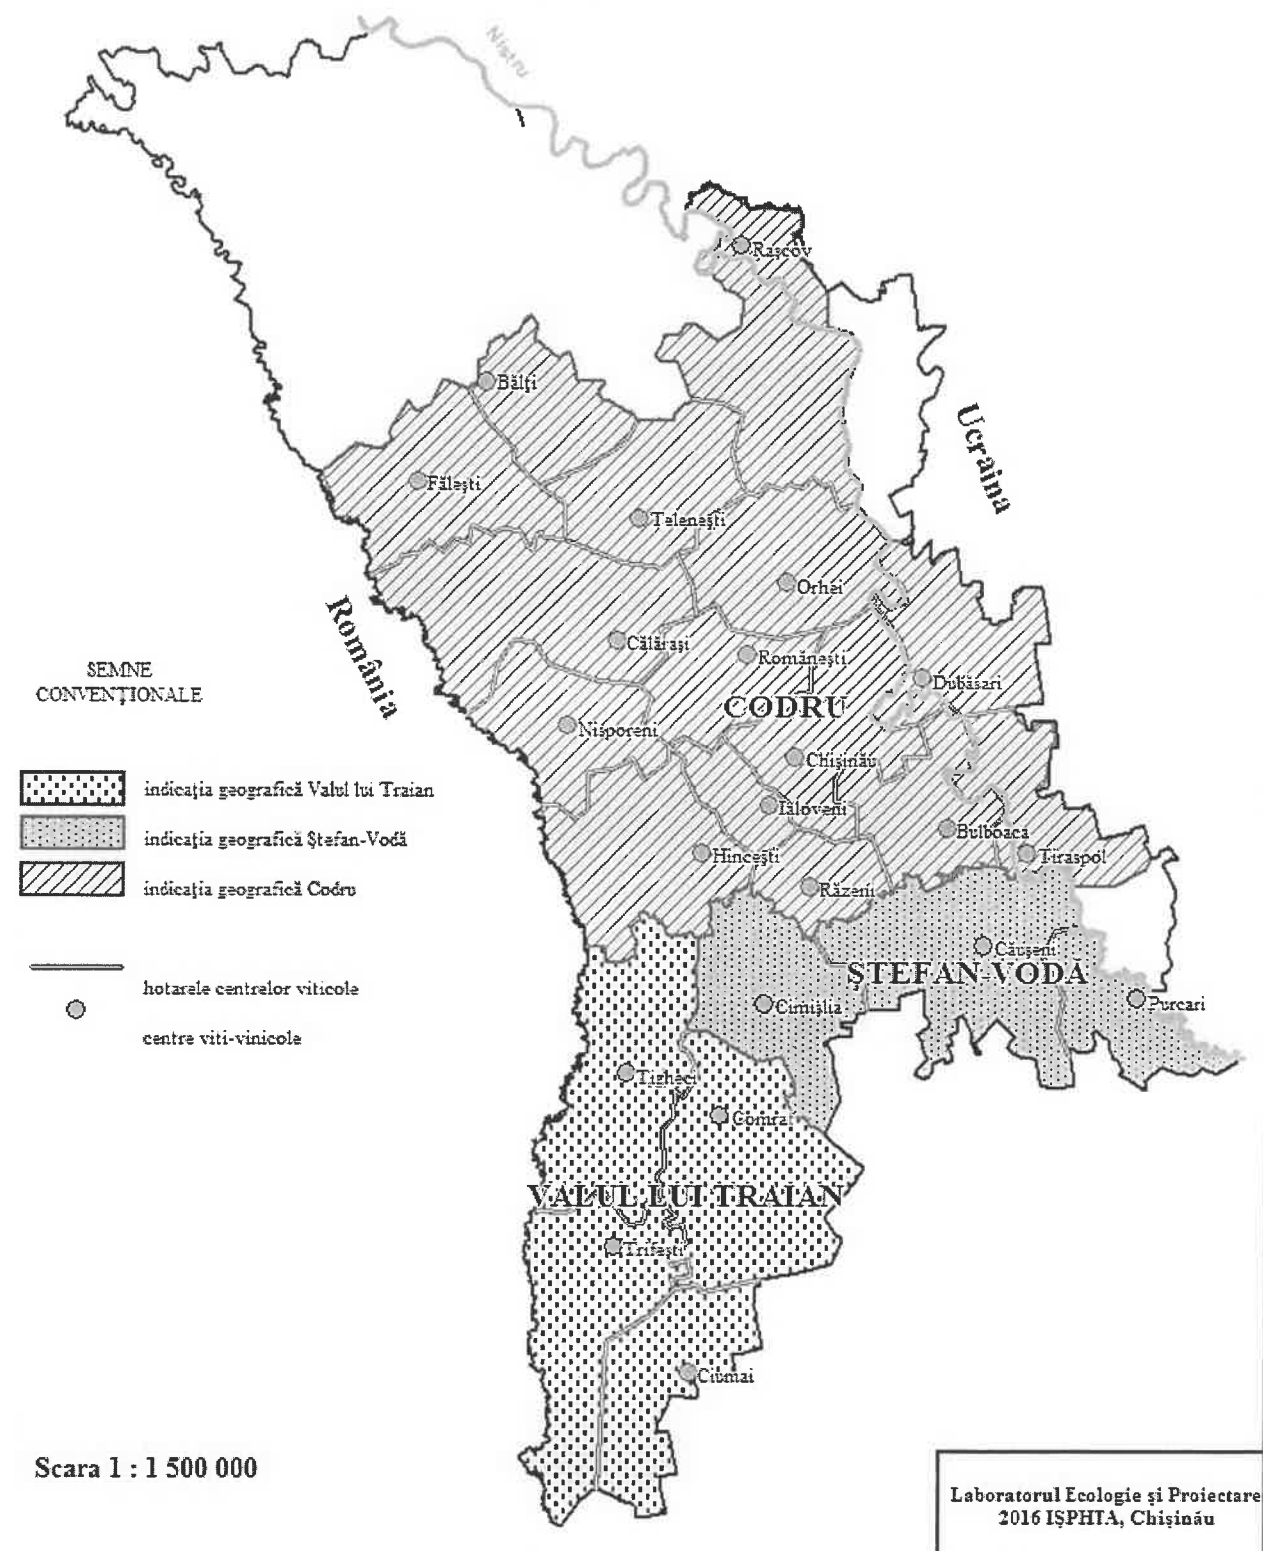 Nistru
Rașcov
Bălți
Ucraina
Fălești
Telenești
Orhei
România
Călărași
Românești
SEMNE
CONVENȚIONALE
Dubăsari
CODRU
Nisporeni
Chișinău
indicația geografică Valul lui Traian
Ialoveni
Bulboaca
indicația geografică Ștefan-Vodă
Hîncești
Tiraspol
indicația geografică Codru
Răzeni
Căușeni
ȘTEFAN-VODĂ
hotarele centrelor viticole
Cimișlia
Purcari
centre viti-vinicole
Tigheci
Comrat
VALUL LUI TRAIAN
Trifești
Ciumai
Scara 1 : 1 500 000
Laboratorul Ecologie și Proiectare
2016 IȘPHTA, Chișinău